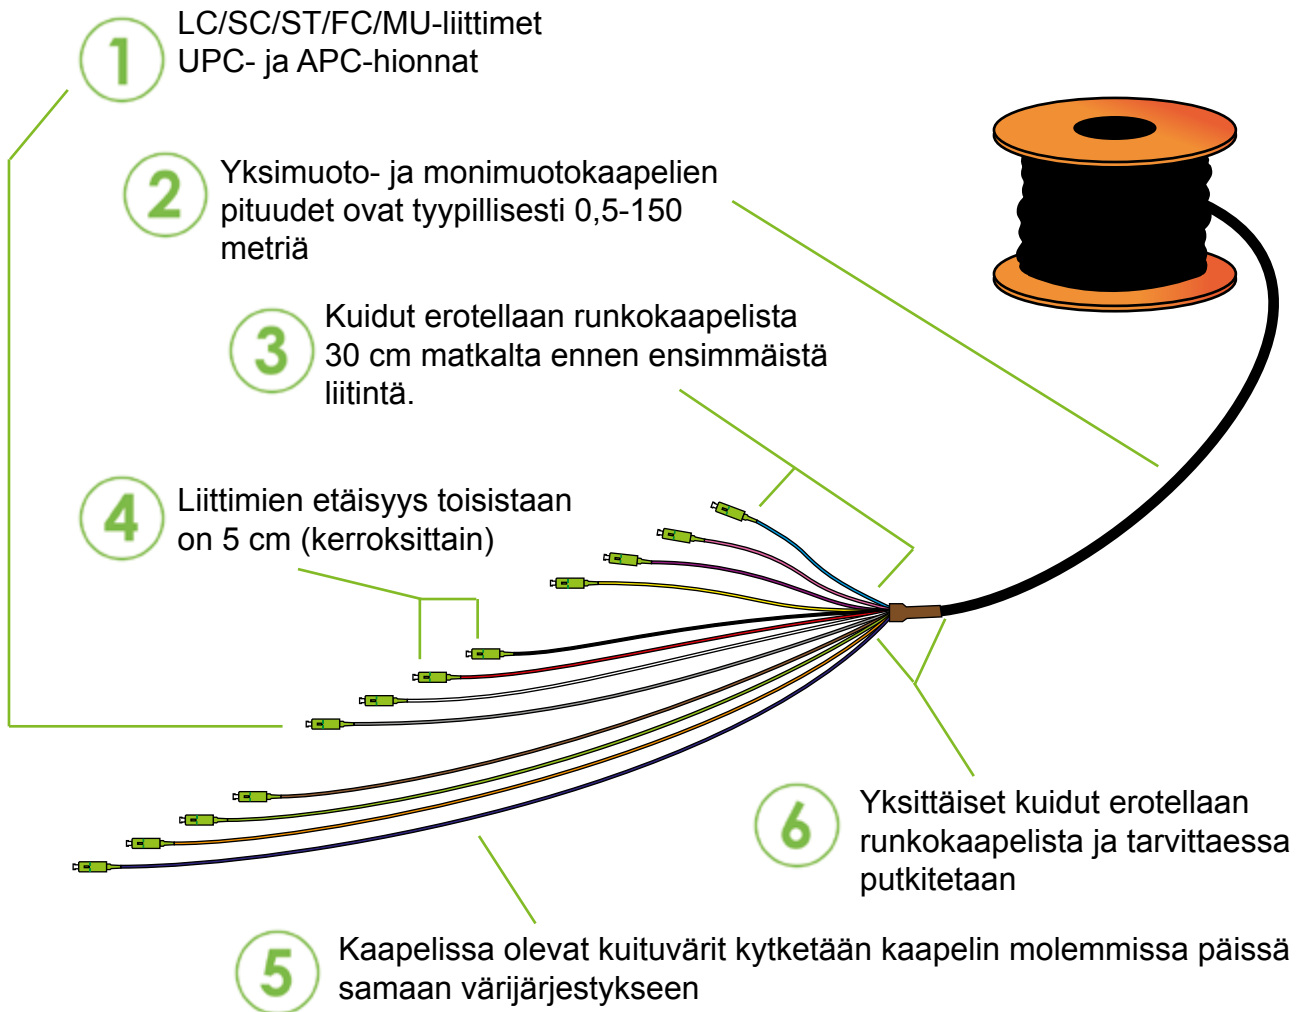 1
LC/SC/ST/FC/MU-liittimet
UPC- ja APC-hionnat
2
Yksimuoto- ja monimuotokaapelien
pituudet ovat tyypillisesti 0,5-150
metriä
3
Kuidut erotellaan runkokaapelista
30 cm matkalta ennen ensimmäistä
liitintä.
4
Liittimien etäisyys toisistaan
on 5 cm (kerroksittain)
6
Yksittäiset kuidut erotellaan
runkokaapelista ja tarvittaessa
putkitetaan
5
Kaapelissa olevat kuituvärit kytketään kaapelin molemmissa päissä
samaan värijärjestykseen